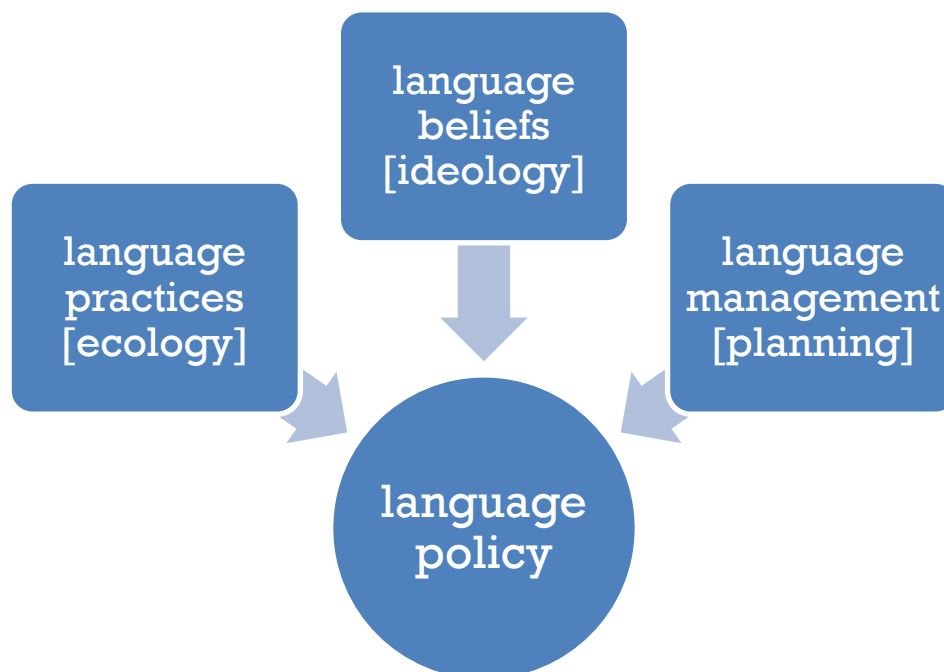 language
beliefs
[ideology]
language
practices
[ecology]
language
management
[planning]
language
policy